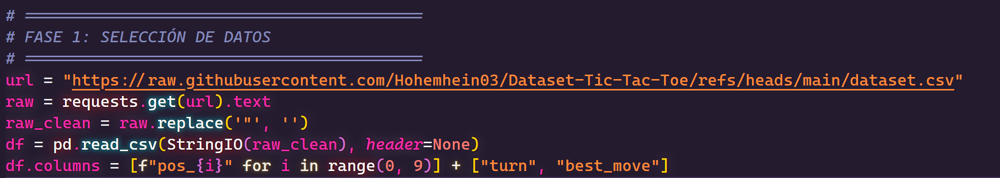 # ==========================================
# FASE 1: SELECCIÓN DE DATOS
# ==========================================
url = "https://raw.githubusercontent.com/Hohemhein03/Dataset-Tic-Tac-Toe/refs/heads/main/dataset.csv"
raw = requests.get(url).text
raw_clean = raw.replace('"', '')
df = pd.read_csv(StringIO(raw_clean), header=None)
df.columns = [f"pos_{i}" for i in range(0, 9)] + ["turn", "best_move"]